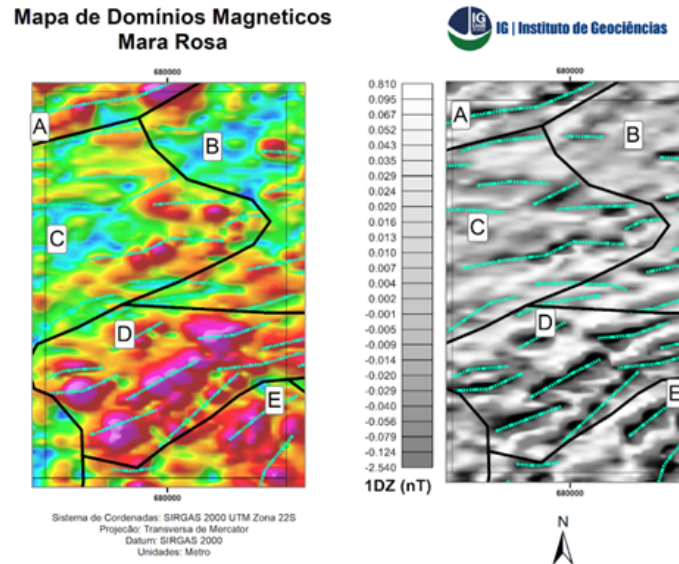 Mapa de Domínios Magneticos
Mara Rosa
IG | Instituto de Geociências
IG
680000
680000
A
B
C
D
E
0.810
0.095
0.067
0.052
0.043
0.035
0.029
0.024
0.020
0.016
0.013
0.010
0.007
0.004
0.002
-0.001
-0.005
-0.009
-0.014
-0.020
-0.029
-0.040
-0.056
-0.079
-0.124
-2.540
1DZ (nT)
A
B
C
D
E
680000
680000
Sistema de Cordenadas: SIRGAS 2000 UTM Zona 22S
Projecão: Transversa de Mercator
Datum: SIRGAS 2000
Unidades: Metro
N